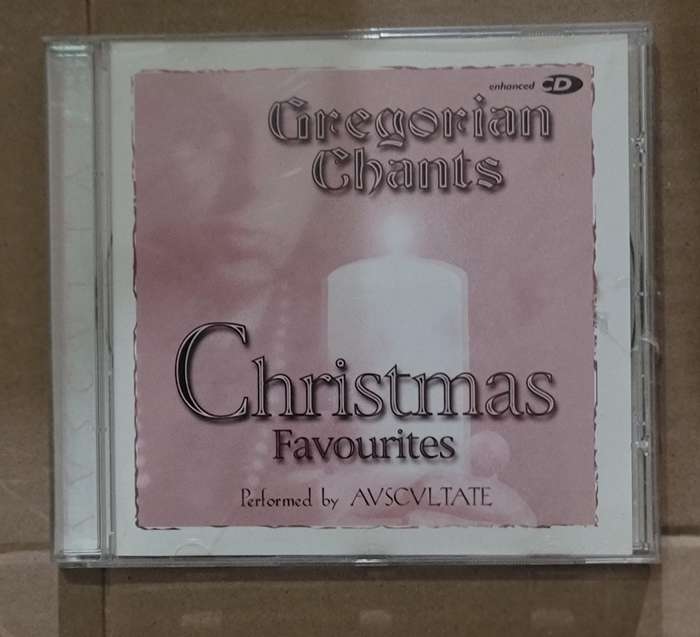 enhanced CD
Gregorian
Chants
Christmas
Favourites
Performed by AVSCVLTATE